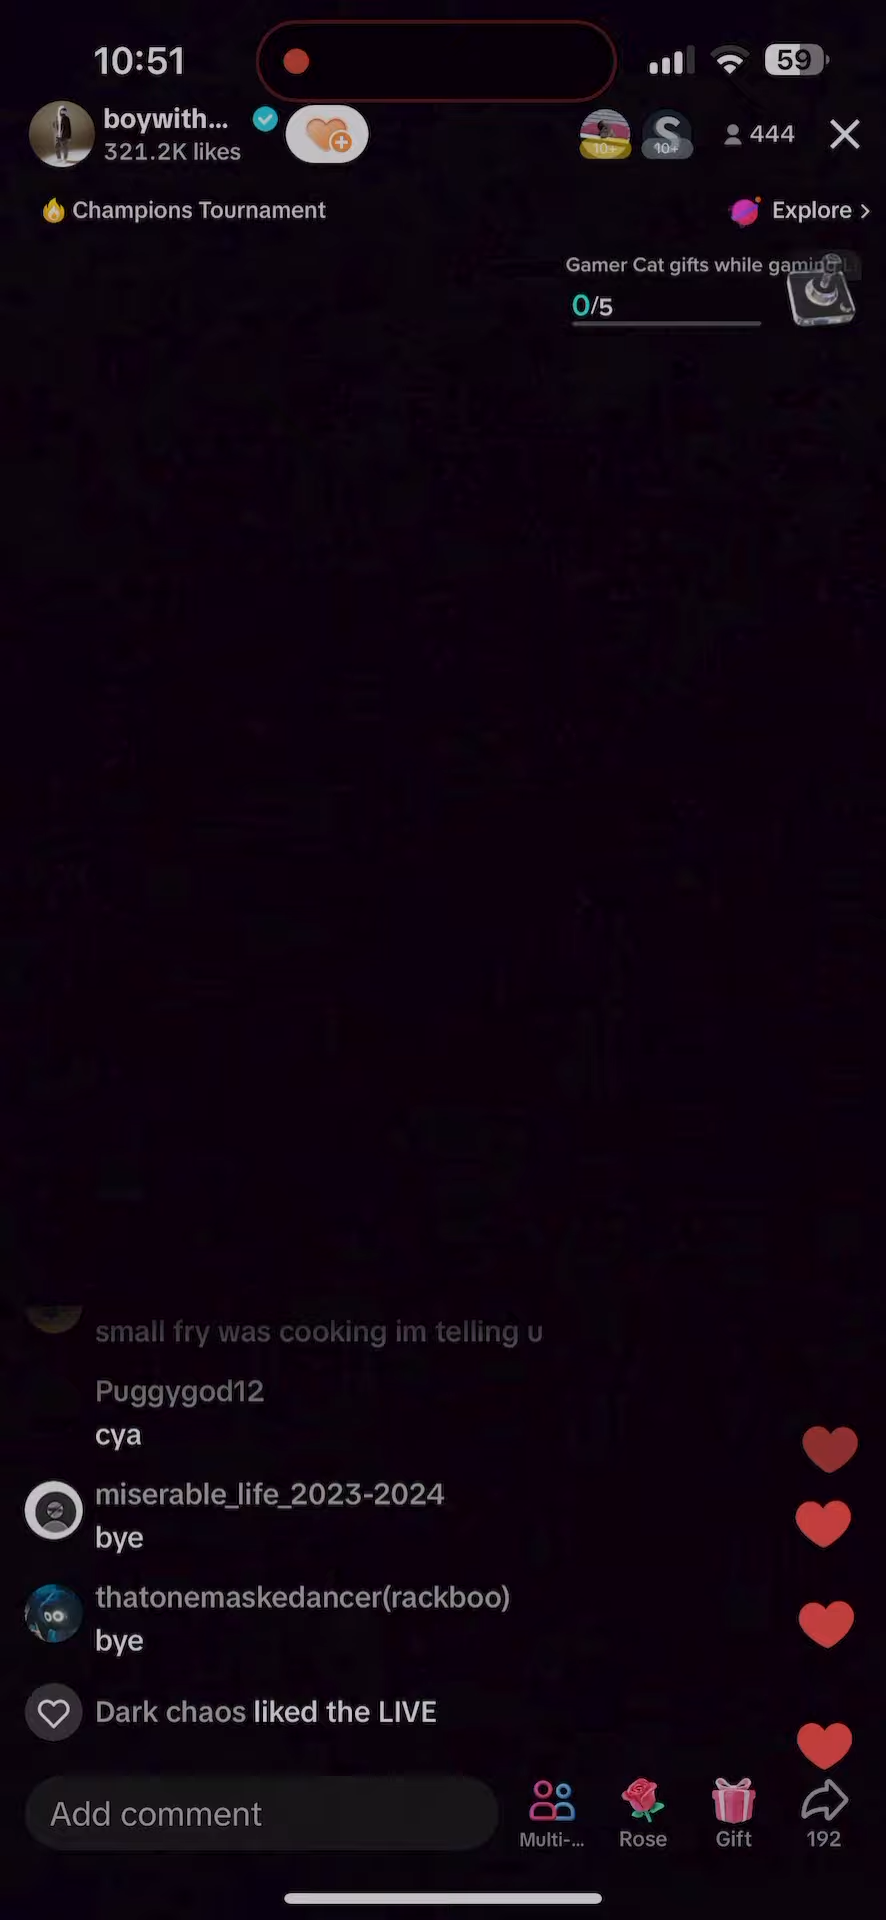 10:51
59
boywith...
321.2K likes
10+
10+
444
Champions Tournament
Explore >
Gamer Cat gifts while gaming
0/5
small fry was cooking im telling u
Puggygod12
cya
miserable_life_2023-2024
bye
thatonemaskedancer(rackboo)
bye
Dark chaos liked the LIVE
Add comment
Multi-...
Rose
Gift
192